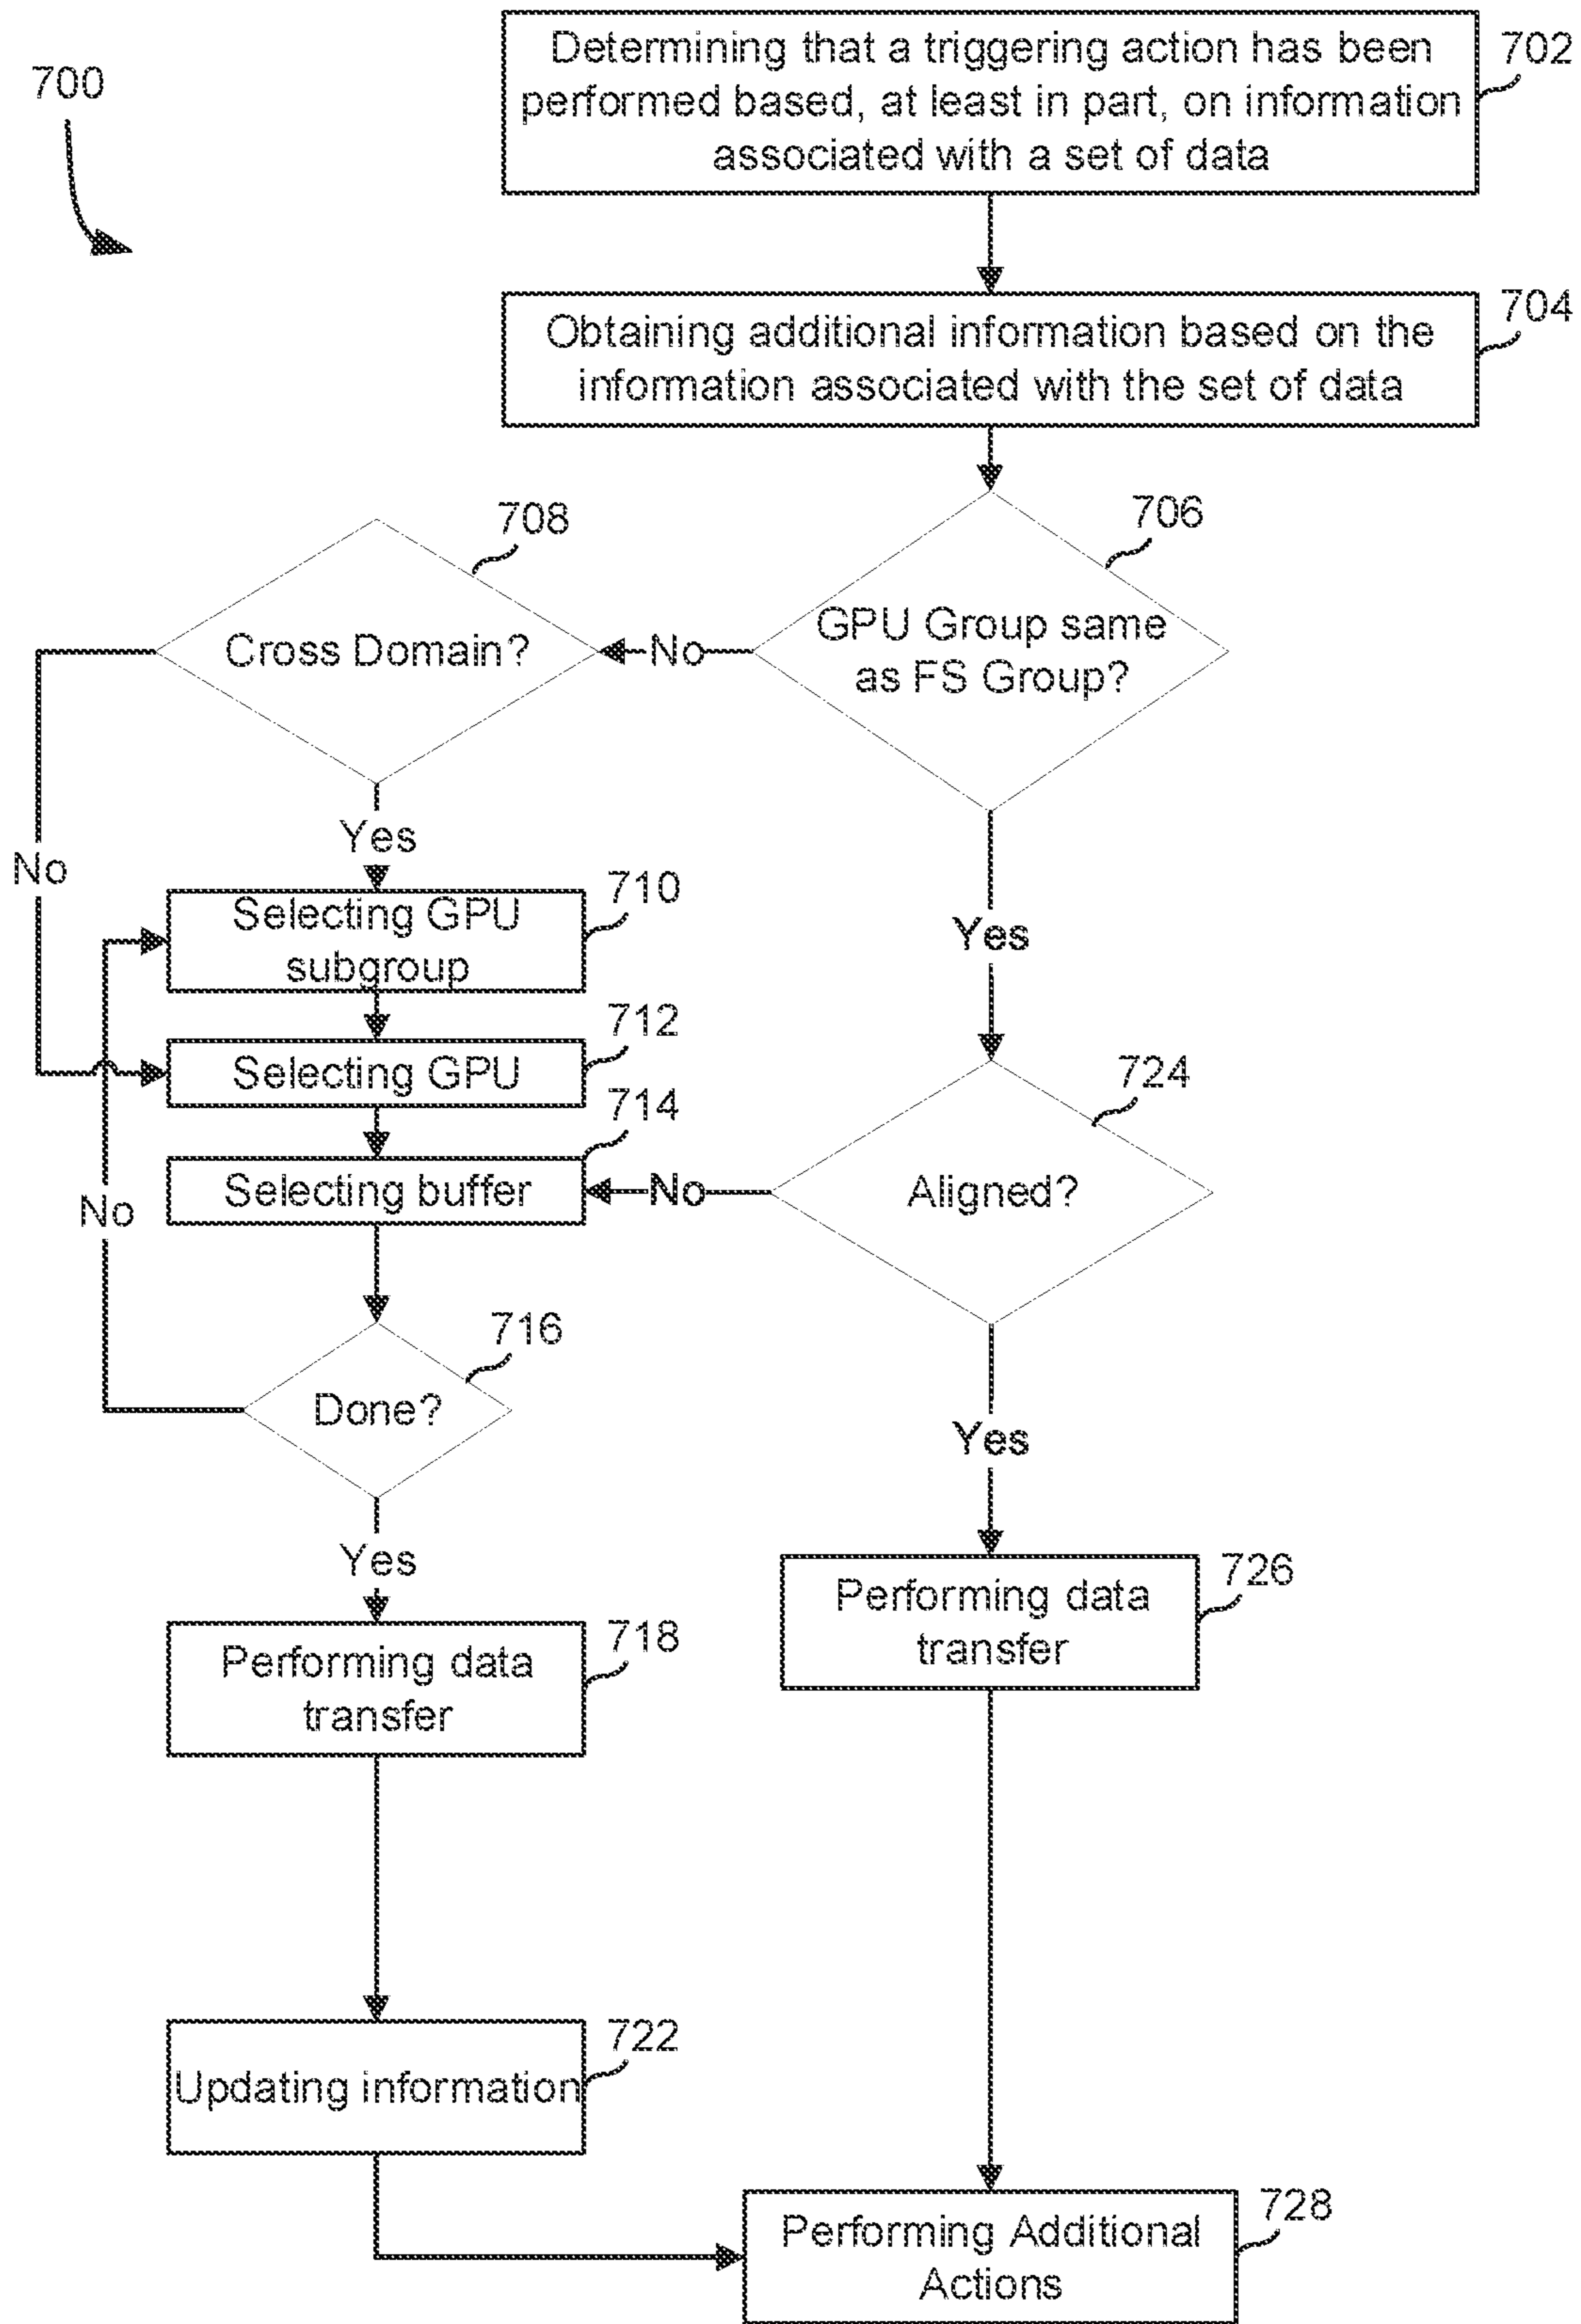 700
Determining that a triggering action has been
performed based, at least in part, on information
associated with a set of data
702
Obtaining additional information based on the
information associated with the set of data
704
706
GPU Group same
as FS Group?
No
708
Cross Domain?
Yes
No
Selecting GPU
subgroup
710
Selecting GPU
712
Selecting buffer
714
No
Yes
Aligned?
724
No
Done?
716
Yes
Yes
Performing data
transfer
718
Performing data
transfer
726
Updating information
722
Performing Additional
Actions
728